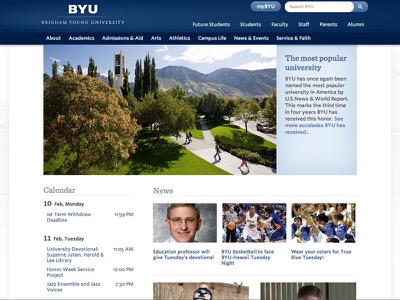 BYU
BRIGHAM YOUNG UNIVERSITY
myBYU
Search BYU
Future Students Students Faculty Staff Parents Alumni
About Academics Admissions & Aid Arts Athletics Campus Life News & Events Service & Faith
The most popular
university
BYU has once again been
named the most popular
university in America by
U.S.News & World Report.
This marks the third time
in four years BYU has
received this honor. See
more accolades BYU has
received..
Calendar
10 Feb, Monday
1st Term Withdraw
Deadline
11:59 PM
11 Feb, Tuesday
University Devotional:
Suzanne Julian, Harold &
Lee Library
11:05 AM
Honor Week Service
Project
12:00 PM
Jazz Ensemble and Jazz
Voices
7:30 PM
News
Education professor will
give Tuesday's devotional
BYU Basketball to face
BYU-Hawaii Tuesday
Night
Wear your colors for True
Blue Tuesday!